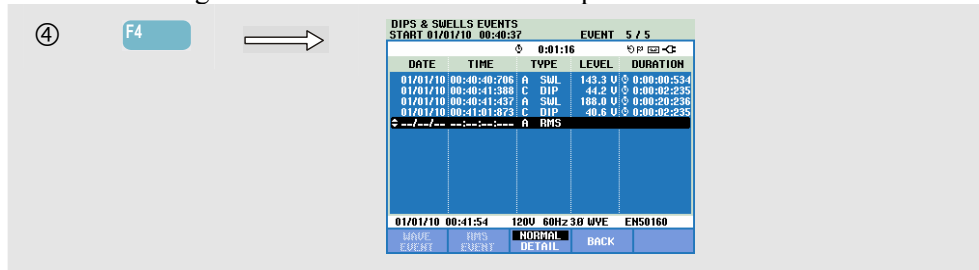 ④ F4
DIPS & SWELLS EVENTS
START 01/01/10 00:40:37 EVENT 5 / 5
0:01:16
DATE TIME TYPE LEVEL DURATION
01/01/10 00:40:40:706 A SWL 143.3 V 0:00:00:534
01/01/10 00:40:41:388 C DIP 44.2 V 0:00:02:235
01/01/10 00:40:41:437 A SWL 188.0 V 0:00:20:236
01/01/10 00:41:01:873 C DIP 40.6 V 0:00:02:235
--/--/-- --:--:--:--- A RMS
01/01/10 00:41:54 120V 60Hz 3Ø WYE EN50160
WAVE EVENT RMS EVENT NORMAL DETAIL BACK